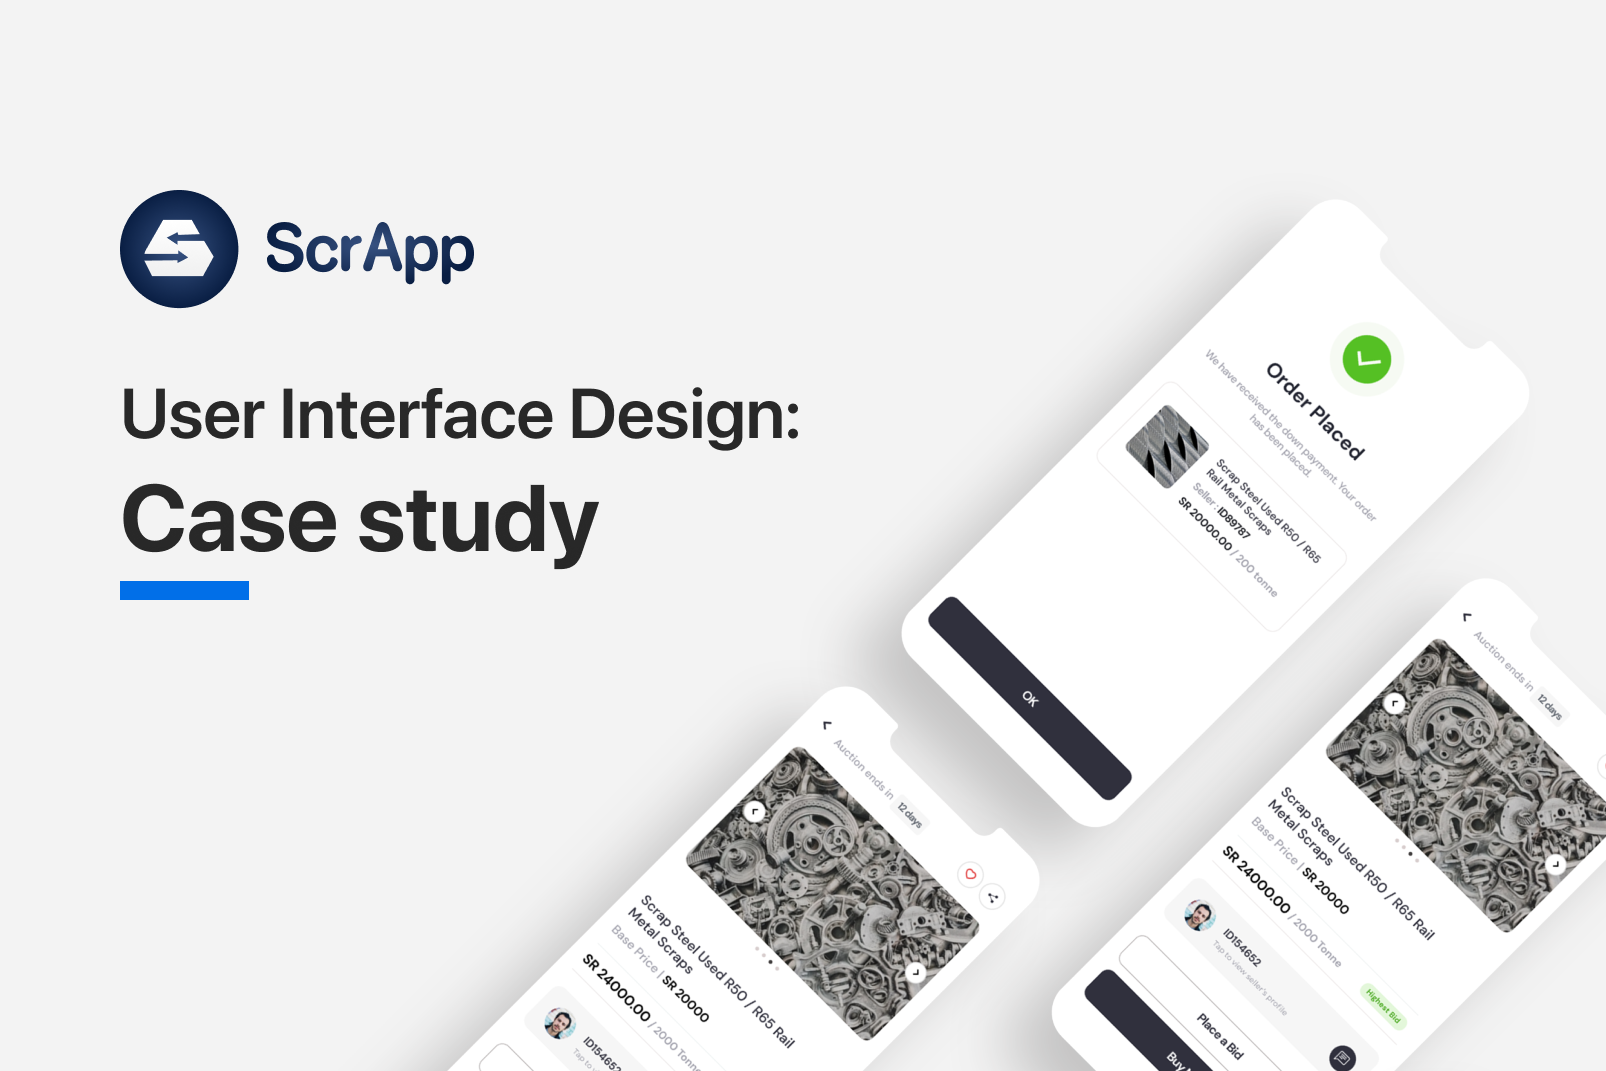 ScrApp
User Interface Design:
Case study
Order Placed
We have received the down payment. Your order
has been placed.
Scrap Steel Used R50 / R65
Rail Metal Scraps
Seller : ID89787
SR 20000.00 / 200 tonne
OK
Auction ends in 12 days
Scrap Steel Used R50 / R65 Rail
Metal Scraps
Base Price | SR 20000
SR 24000.00 / 2000 Tonne
ID154652
Tap to
Auction ends in 12 days
Scrap Steel Used R50 / R65 Rail
Metal Scraps
Base Price | SR 20000
SR 24000.00 / 2000 Tonne
Highest Bid
ID154652
Tap to view seller's profile
Place a Bid
Buy